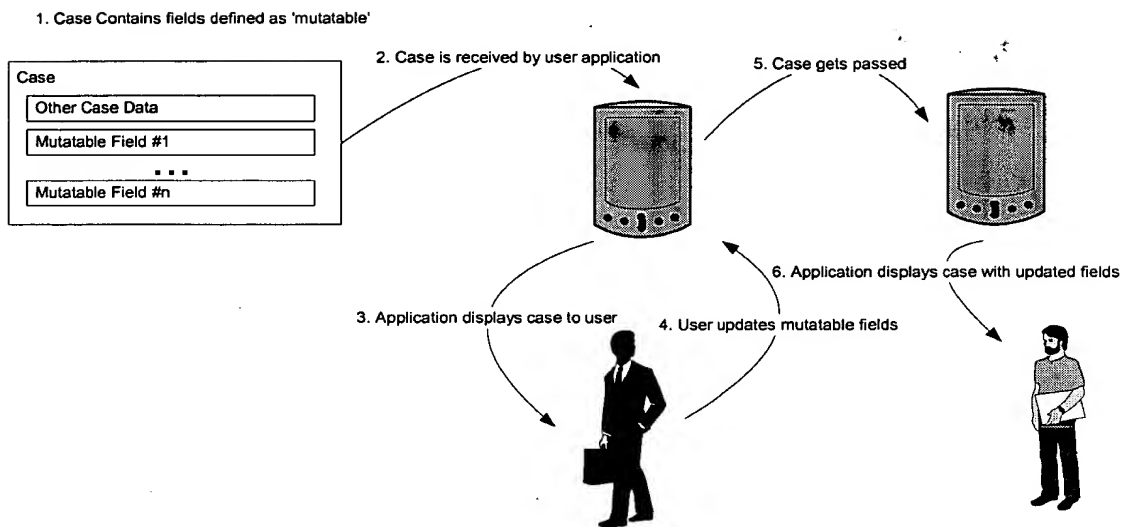 1. Case Contains fields defined as 'mutatable'
2. Case is received by user application
5. Case gets passed
Case
Other Case Data
Mutatable Field #1
...
Mutatable Field #n
6. Application displays case with updated fields
3. Application displays case to user
4. User updates mutatable fields